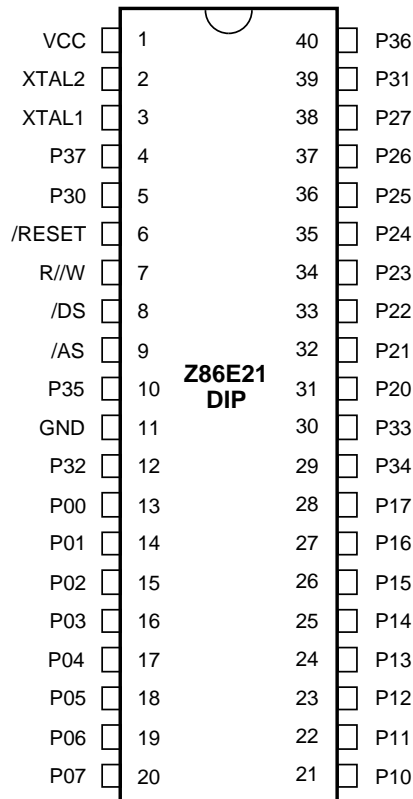 VCC 1 40 P36
XTAL2 2 39 P31
XTAL1 3 38 P27
P37 4 37 P26
P30 5 36 P25
/RESET 6 35 P24
R//W 7 34 P23
/DS 8 33 P22
/AS 9 32 P21
Z86E21
DIP
P35 10 31 P20
GND 11 30 P33
P32 12 29 P34
P00 13 28 P17
P01 14 27 P16
P02 15 26 P15
P03 16 25 P14
P04 17 24 P13
P05 18 23 P12
P06 19 22 P11
P07 20 21 P10